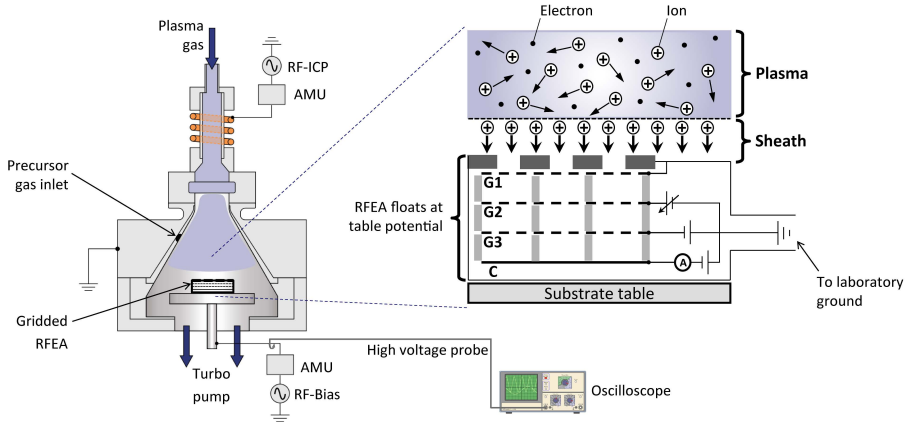 Plasma
gas
RF-ICP
AMU
Precursor
gas inlet
Gridded
RFEA
Turbo
pump
AMU
RF-Bias
High voltage probe
Oscilloscope
Electron
Ion
Plasma
Sheath
RFEA floats at
table potential
G1
G2
G3
C
A
Substrate table
To laboratory
ground